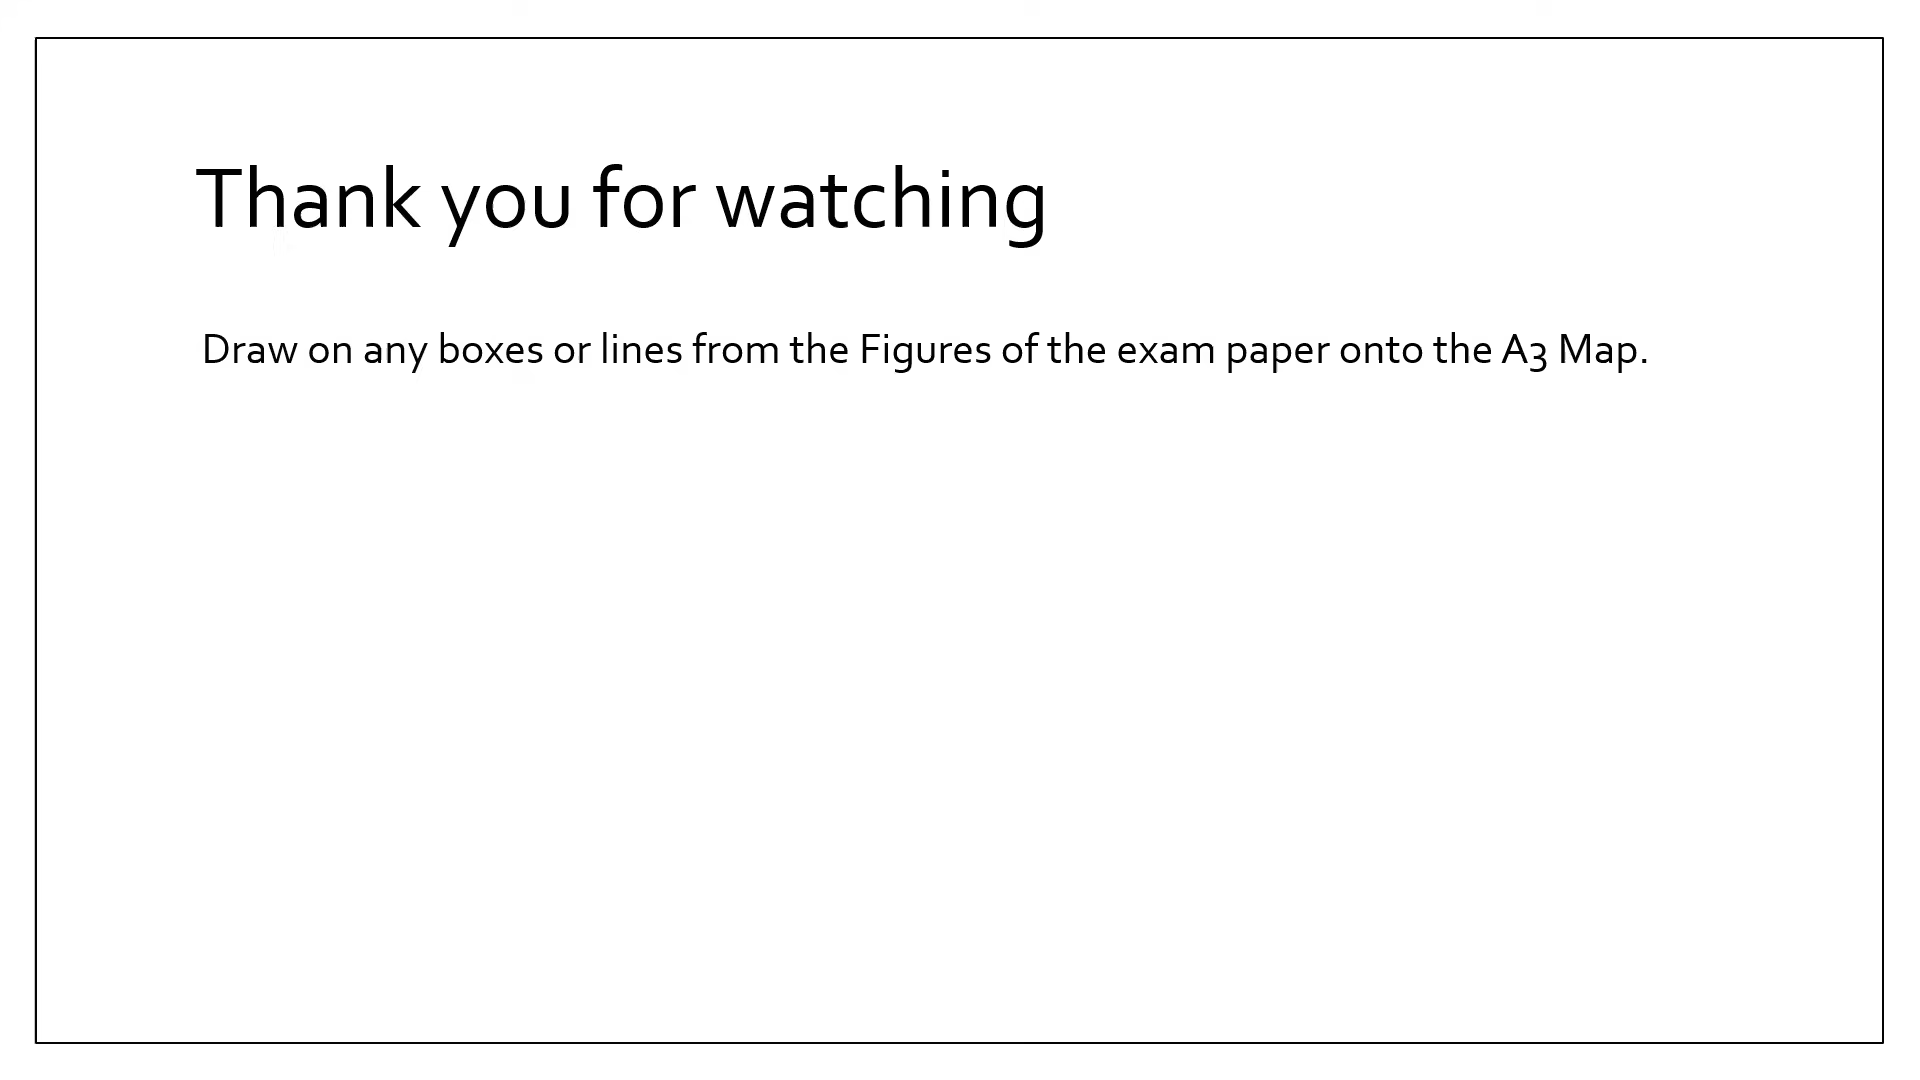 Thank you for watching
Draw on any boxes or lines from the Figures of the exam paper onto the A3 Map.